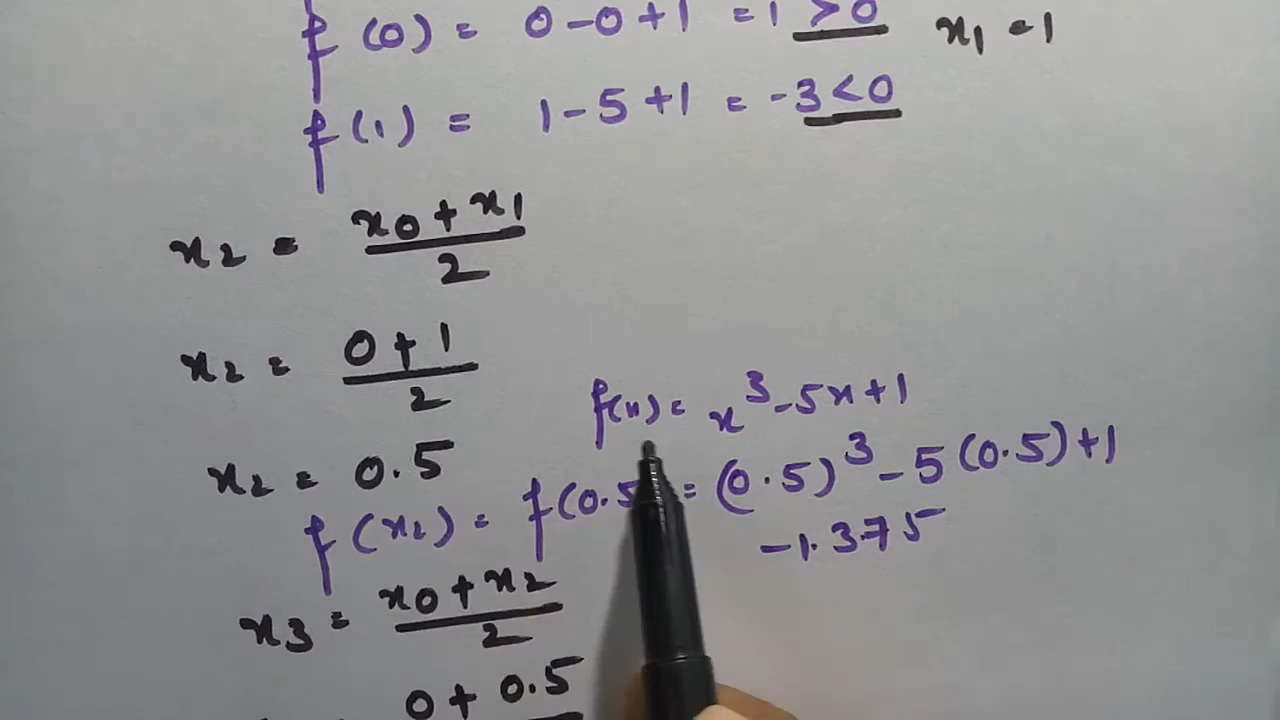 f(0) = 0-0+1 = 1 >0 x₁ = 1
f(1) = 1-5+1 = -3<0
x₂ = (x₀+x₁)/2
x₂ = (0+1)/2
f(x) = x³-5x+1
x₂ = 0.5
f(x₂) = f(0.5 = (0.5)³-5(0.5)+1
-1.375
x₃ = (x₀+x₂)/2
0+0.5